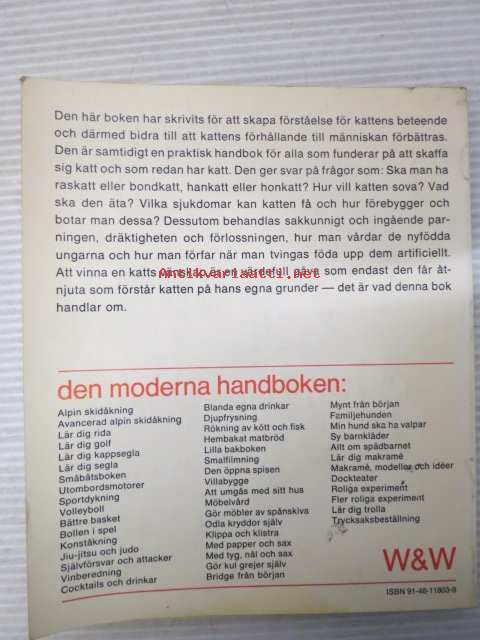 Den här boken har skrivits för att skapa förståelse för kattens beteende
och därmed bidra till att kattens förhållande till människan förbättras.
Den är samtidigt en praktisk handbok för alla som funderar på att skaffa
sig katt och som redan har katt. Den ger svar på frågor som: Ska man ha
raskatt eller bondkatt, hankatt eller honkatt? Hur vill katten sova? Vad
ska den äta? Vilka sjukdomar kan katten få och hur förebygger och
botar man dessa? Dessutom behandlas sakkunnigt och ingående par-
ningen, dräktigheten och förlossningen, hur man vårdar de nyfödda
ungarna och hur man förfar när man tvingas föda upp dem artificiellt.
Att vinna en katts vänskap är en värdefull gåva som endast den får åt-
njuta som förstår katten på hans egna grunder — det är vad denna bok
handlar om.
antikvariaatti.net
den moderna handboken:
Alpin skidåkning
Avancerad alpin skidåkning
Lär dig rida
Lär dig golf
Lär dig kappsegla
Lär dig segla
Småbåtsboken
Utombordsmotorer
Sportdykning
Volleyboll
Bättre basket
Bollen i spel
Konståkning
Jiu-jitsu och judo
Självförsvar och attacker
Vinberedning
Cocktails och drinkar
Blanda egna drinkar
Djupfrysning
Rökning av kött och fisk
Hembakat matbröd
Lilla bakboken
Smalfilmning
Den öppna spisen
Villabygge
Att umgås med sitt hus
Möbelvård
Gör möbler av spånskiva
Odla kryddor själv
Klippa och klistra
Med papper och sax
Med tyg, nål och sax
Gör kul grejer själv
Bridge från början
Mynt från början
Familjehunden
Min hund ska ha valpar
Sy barnkläder
Allt om spädbarnet
Lär dig makramé
Makramé, modeller och idéer
Dockteater
Roliga experiment
Fler roliga experiment
Lär dig trolla
Trycksaksbeställning
W&W
ISBN 91-46-11803-9